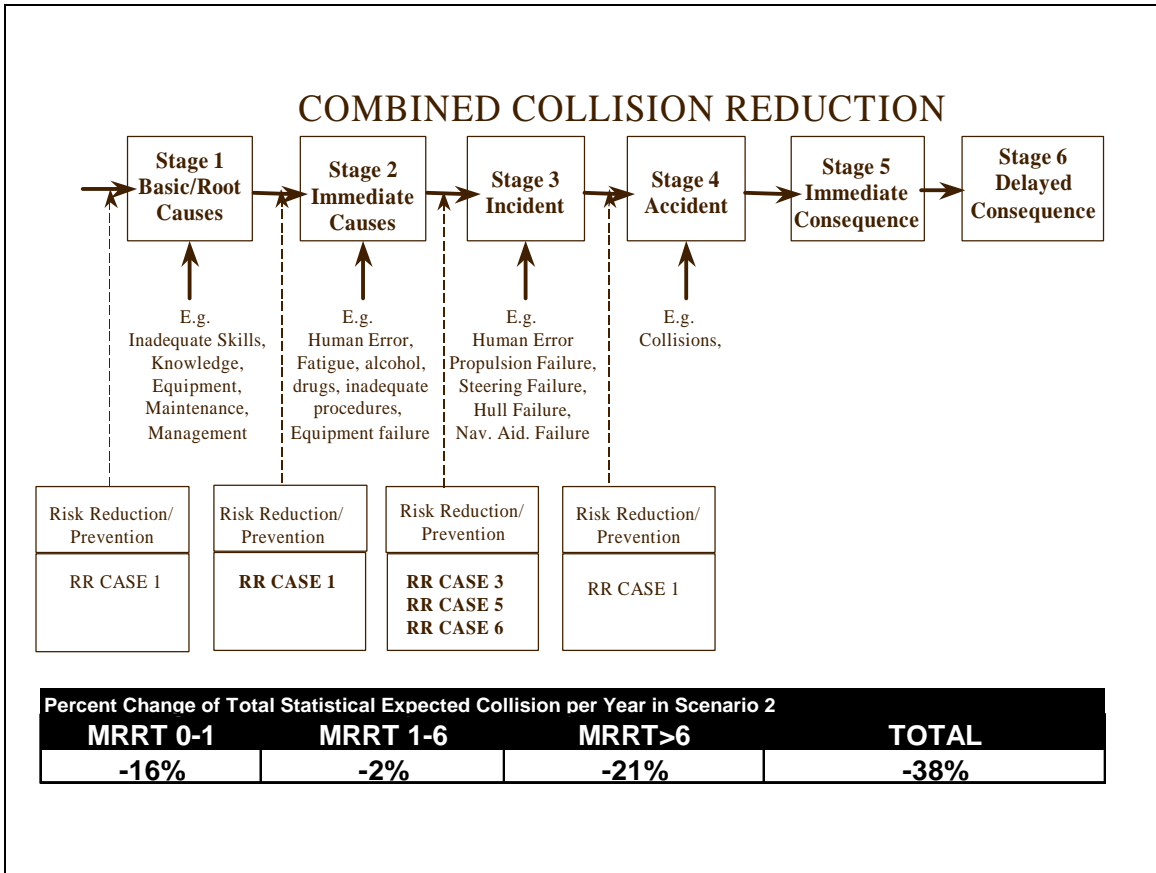 COMBINED COLLISION REDUCTION
Stage 1
Basic/Root
Causes
Stage 2
Immediate
Causes
Stage 3
Incident
Stage 4
Accident
Stage 5
Immediate
Consequence
Stage 6
Delayed
Consequence
E.g.
Inadequate Skills,
Knowledge,
Equipment,
Maintenance,
Management
E.g.
Human Error,
Fatigue, alcohol,
drugs, inadequate
procedures,
Equipment failure
E.g.
Human Error
Propulsion Failure,
Steering Failure,
Hull Failure,
Nav. Aid. Failure
E.g.
Collisions,
Risk Reduction/
Prevention
RR CASE 1
Risk Reduction/
Prevention
RR CASE 1
Risk Reduction/
Prevention
RR CASE 3
RR CASE 5
RR CASE 6
Risk Reduction/
Prevention
RR CASE 1
Percent Change of Total Statistical Expected Collision per Year in Scenario 2
MRRT 0-1 MRRT 1-6 MRRT>6 TOTAL
-16% -2% -21% -38%